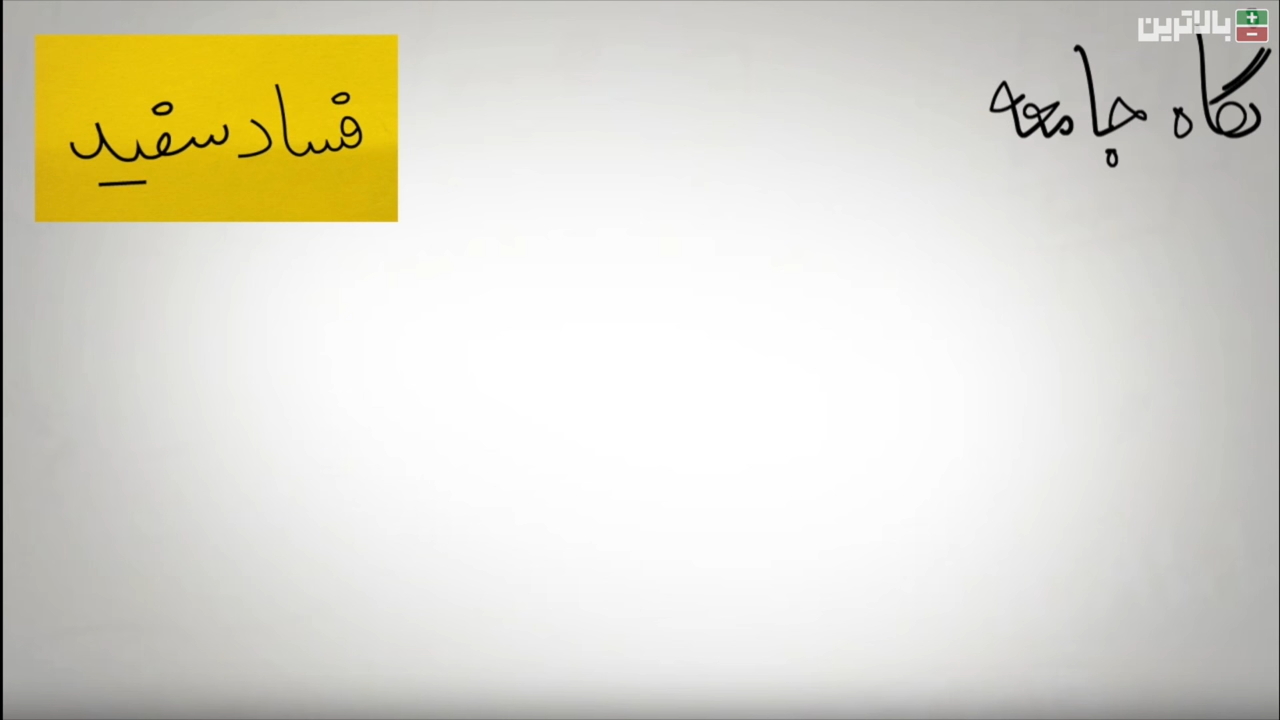 بالاترین
نگاه جامعه
فساد سفید